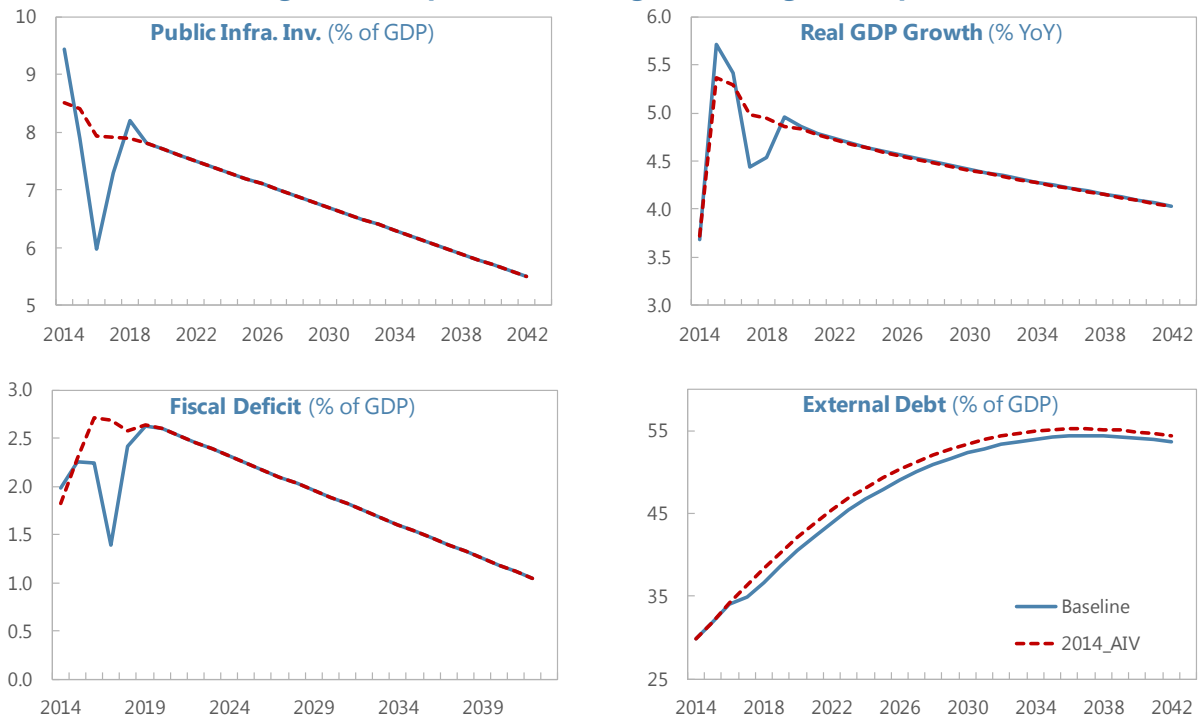 Public Infra. Inv. (% of GDP)
10
9
8
7
6
5
2014 2018 2022 2026 2030 2034 2038 2042
Real GDP Growth (% YoY)
6.0
5.5
5.0
4.5
4.0
3.5
3.0
2014 2018 2022 2026 2030 2034 2038 2042
Fiscal Deficit (% of GDP)
3.0
2.5
2.0
1.5
1.0
0.5
0.0
2014 2019 2024 2029 2034 2039
External Debt (% of GDP)
55
45
35
25
Baseline
2014_AIV
2014 2018 2022 2026 2030 2034 2038 2042